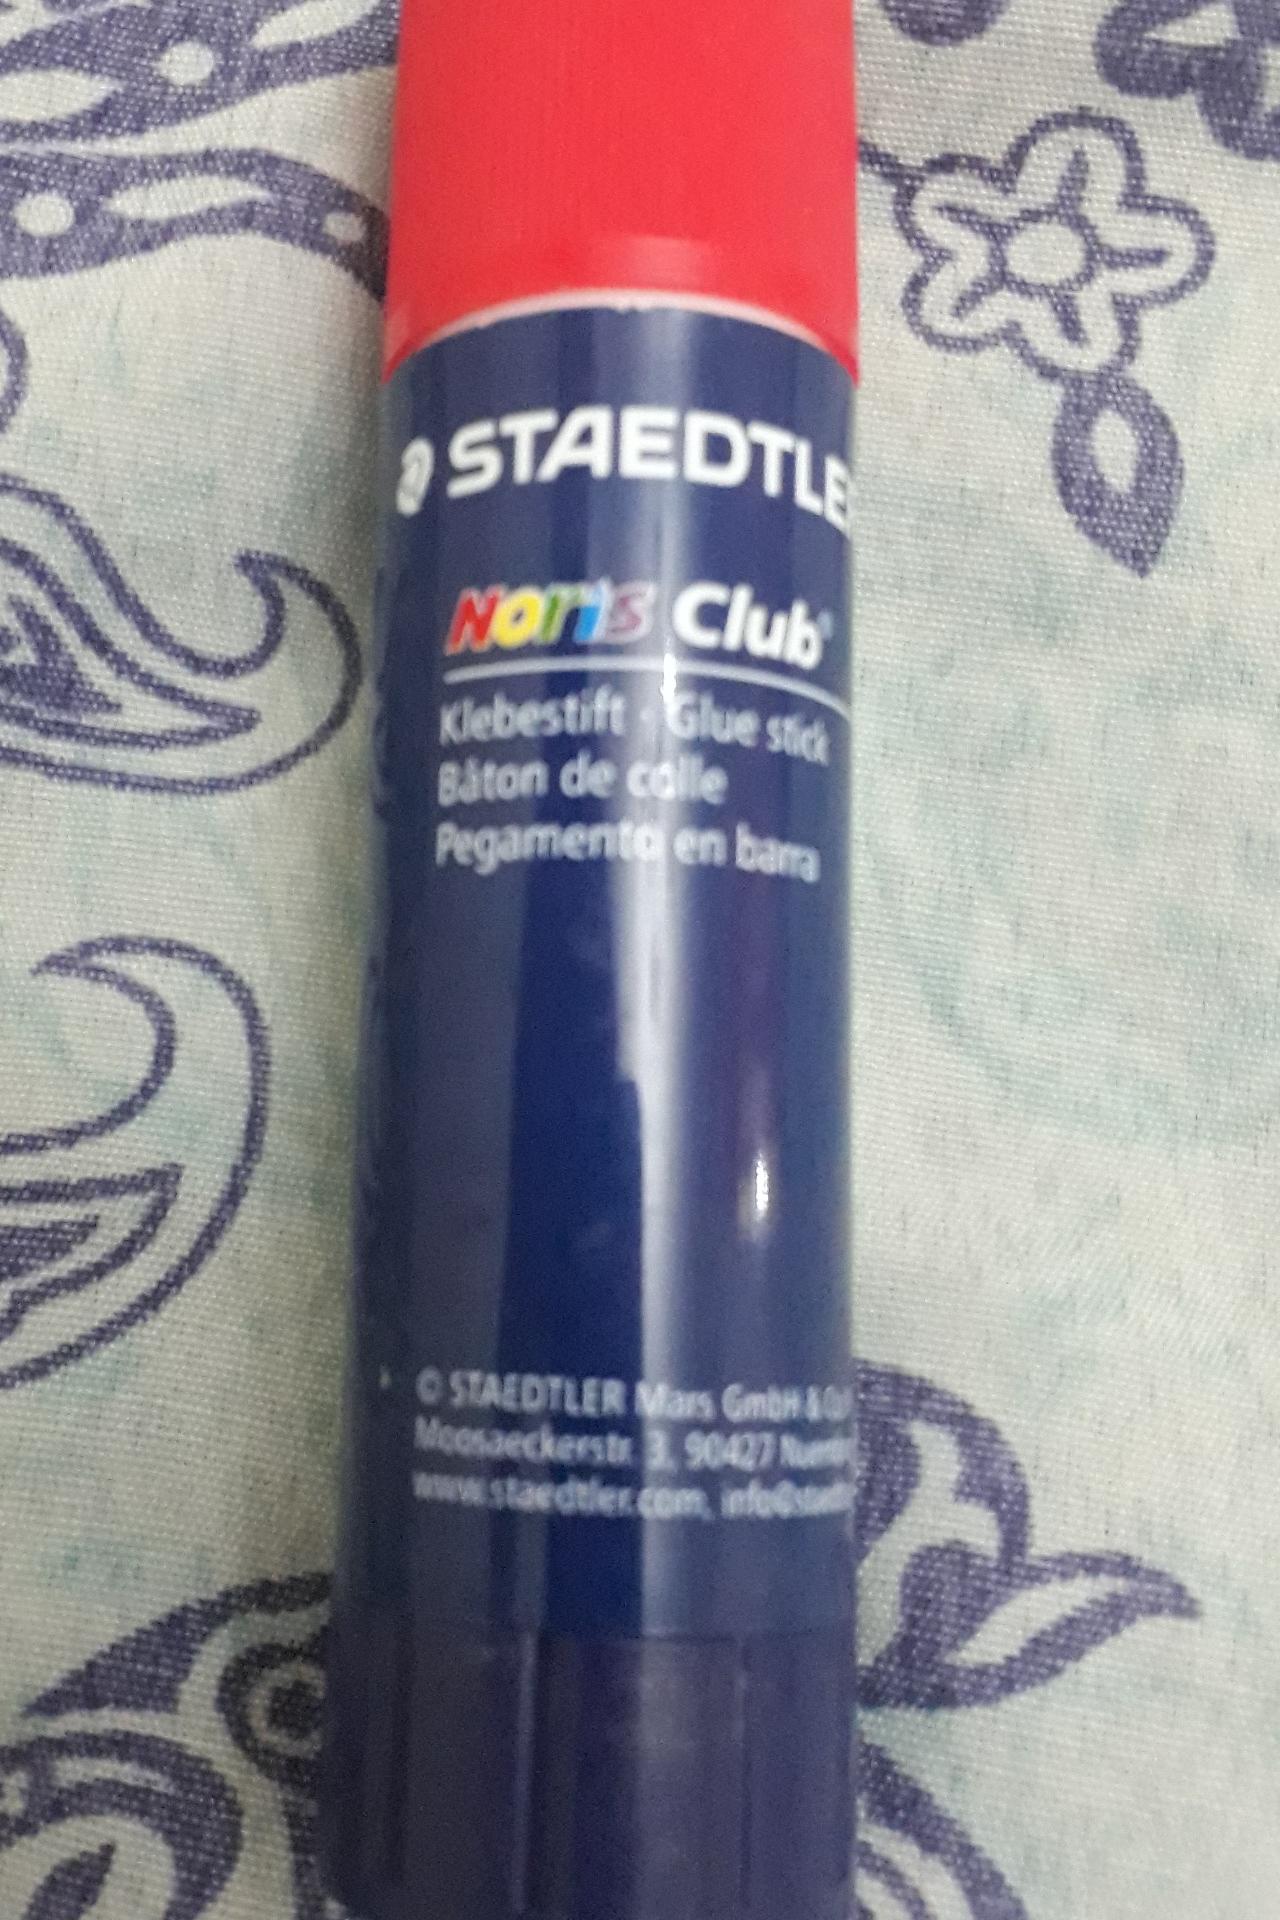 STAEDTLER
Noris Club
Klebestift · Glue stick
Bâton de colle
Pegamento en barra
© STAEDTLER Mars GmbH &
Moosaeckerstr. 3, 90427
www.staedtler.com,